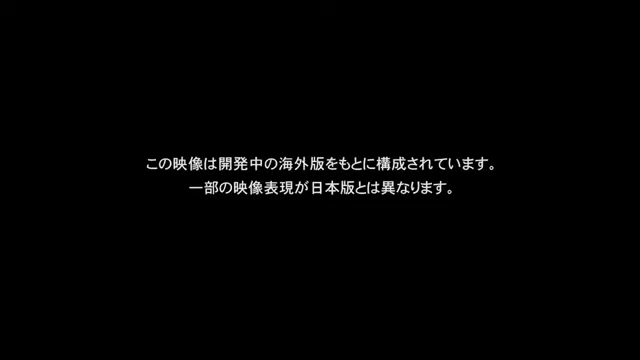 この映像は開発中の海外版をもとに構成されています。
一部の映像表現が日本版とは異なります。